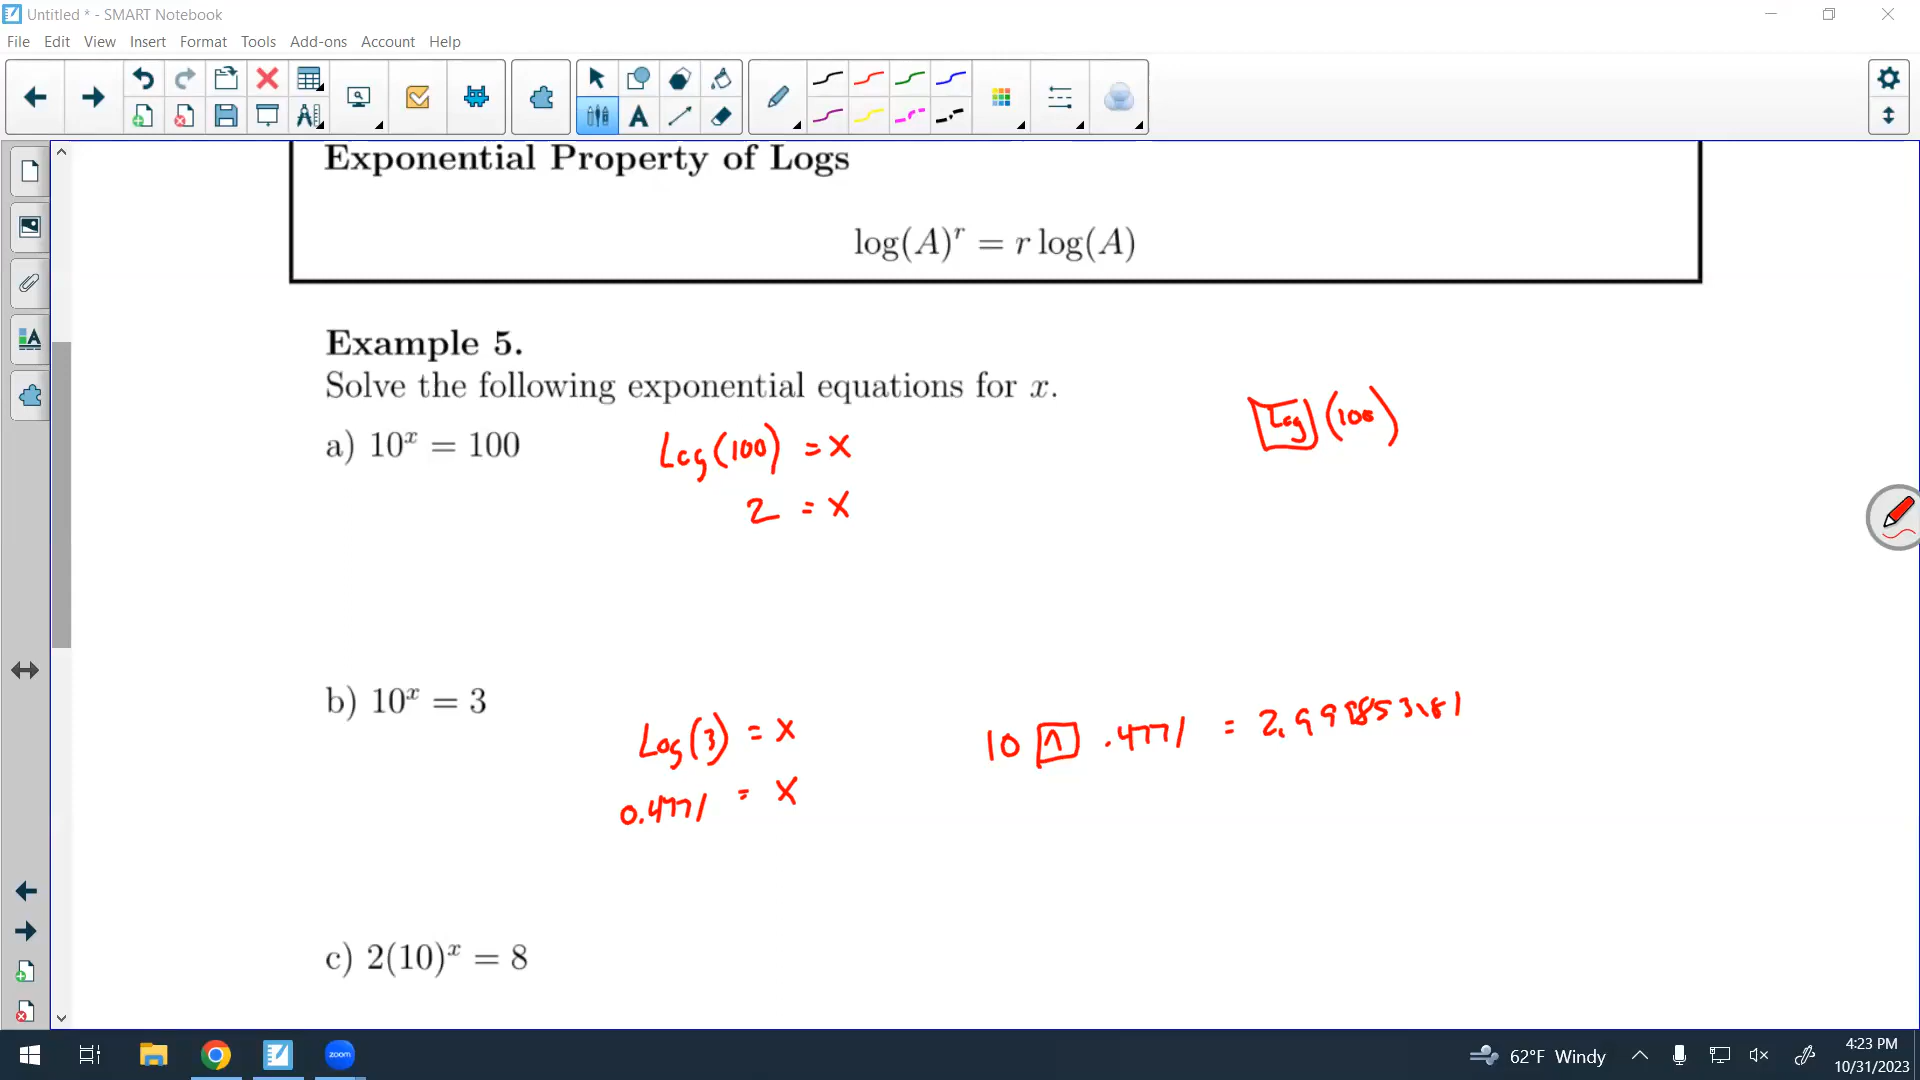 Untitled * - SMART Notebook
File Edit View Insert Format Tools Add-ons Account Help
Exponential Property of Logs
log(A)^r = r log(A)
Example 5.
Solve the following exponential equations for x.
Log (100)
a) 10^x = 100
Log (100) = x
2 = x
b) 10^x = 3
Log (3) = x
10 ^ .4771 = 
0.4771 = x
c) 2(10)^x = 8
zoom
62°F Windy
4:23 PM
10/31/2023